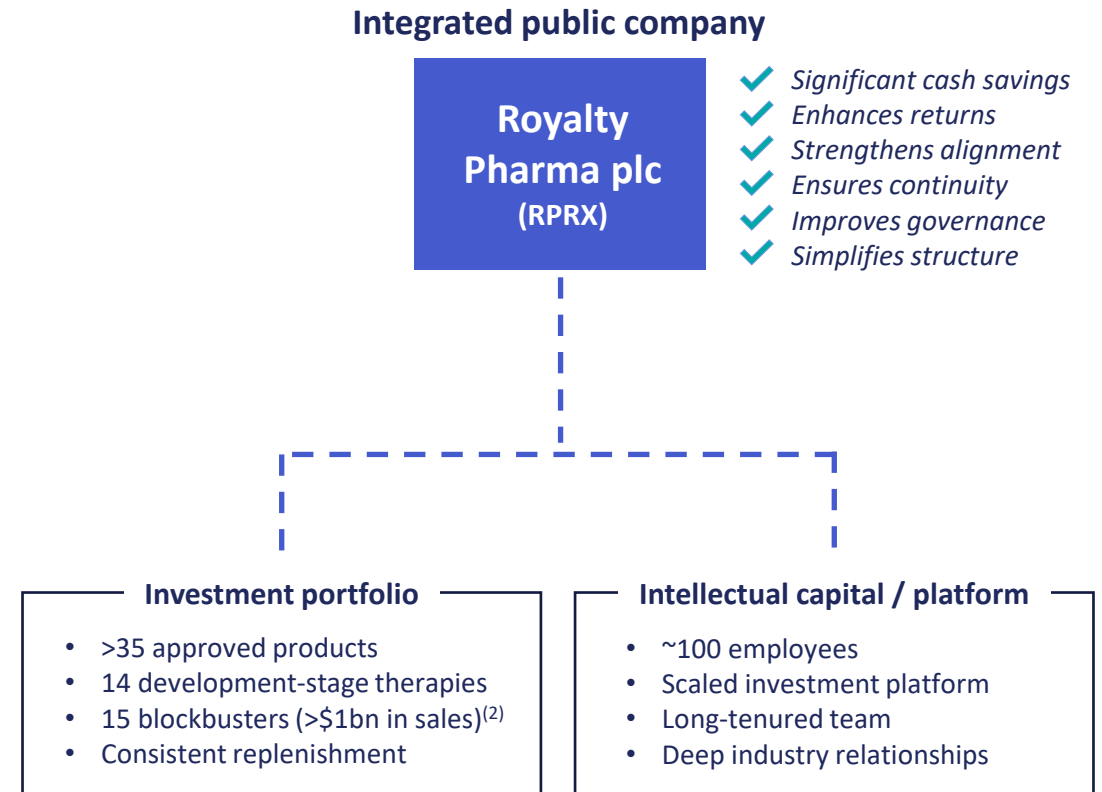 Integrated public company
Royalty
Pharma plc
(RPRX)
Significant cash savings
Enhances returns
Strengthens alignment
Ensures continuity
Improves governance
Simplifies structure
Investment portfolio
• >35 approved products
• 14 development-stage therapies
• 15 blockbusters (>$1bn in sales)(2)
• Consistent replenishment
Intellectual capital / platform
• ~100 employees
• Scaled investment platform
• Long-tenured team
• Deep industry relationships